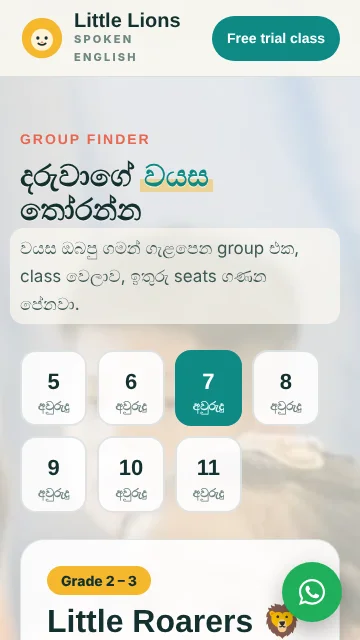 Little Lions
SPOKEN
ENGLISH
Free trial class
GROUP FINDER
දරුවාගේ වයස
තෝරන්න
වයස ඔබපු ගමන් ගැළපෙන group එක,
class වෙලාව, ඉතුරු seats ගණන
පේනවා.
5 6 7 8
අවුරුදු අවුරුදු අවුරුදු අවුරුදු
9 10 11
අවුරුදු අවුරුදු අවුරුදු
Grade 2 – 3
Little Roarers 🦁